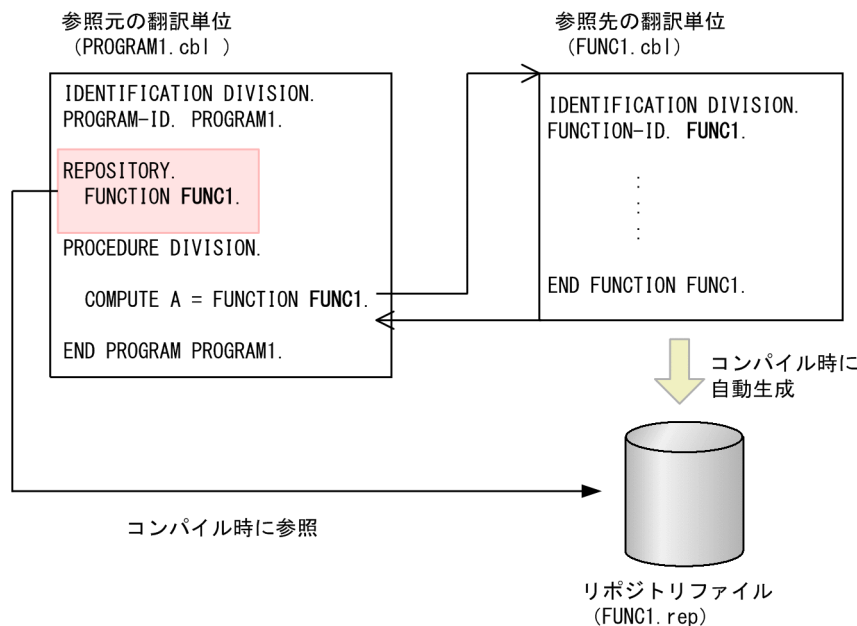 参照元の翻訳単位
（PROGRAM1.cbl ）
IDENTIFICATION DIVISION.
PROGRAM-ID. PROGRAM1.
REPOSITORY.
FUNCTION FUNC1.
PROCEDURE DIVISION.
COMPUTE A = FUNCTION FUNC1.
END PROGRAM PROGRAM1.
参照先の翻訳単位
（FUNC1.cbl）
IDENTIFICATION DIVISION.
FUNCTION-ID. FUNC1.
:
:
:
END FUNCTION FUNC1.
コンパイル時に
自動生成
コンパイル時に参照
リポジトリファイル
（FUNC1.rep）